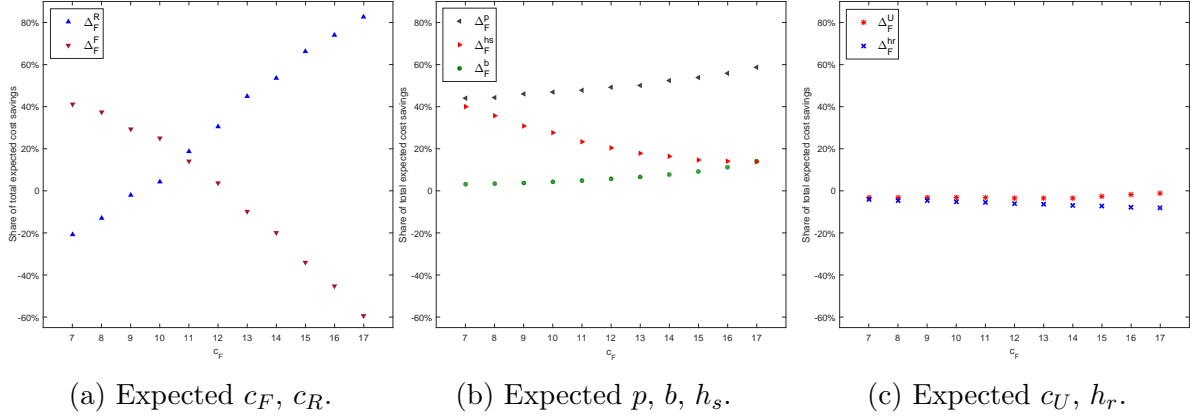 Δ_F^R
Δ_F^F
80%
60%
40%
20%
0
-20%
-40%
-60%
Share of total expected cost savings
7 8 9 10 11 12 13 14 15 16 17
c_F
(a) Expected c_F, c_R.
Δ_F^p
Δ_F^hs
Δ_F^b
80%
60%
40%
20%
0
-20%
-40%
-60%
Share of total expected cost savings
7 8 9 10 11 12 13 14 15 16 17
c_F
(b) Expected p, b, h_s.
Δ_F^U
Δ_F^hr
80%
60%
40%
20%
0
-20%
-40%
-60%
Share of total expected cost savings
7 8 9 10 11 12 13 14 15 16 17
c_F
(c) Expected c_U, h_r.